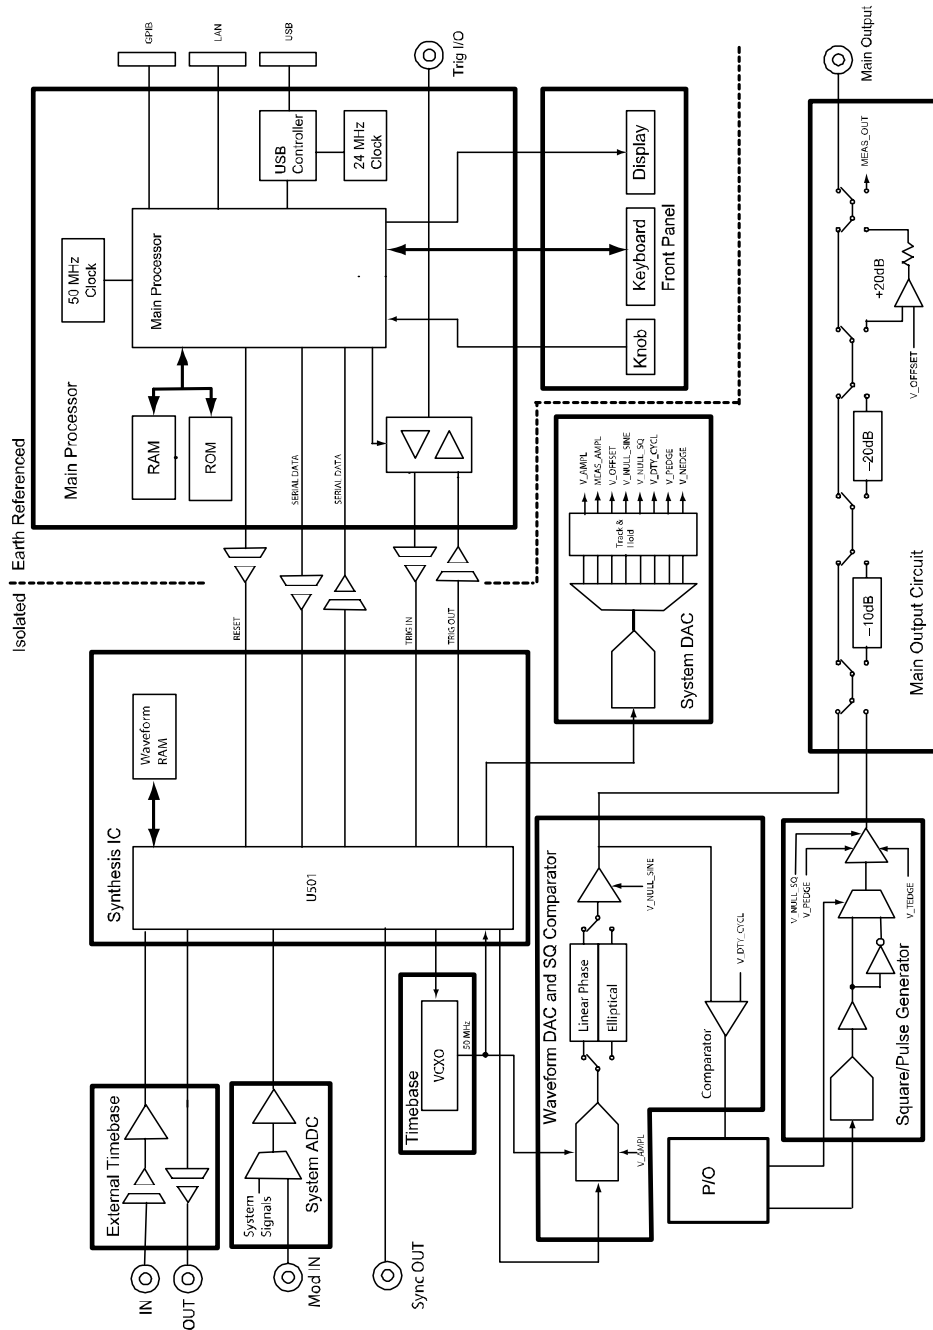 GPIB
LAN
USB
Trig I/O
Main Output
50 MHz
Clock
USB
Controller
24 MHz
Clock
Main Processor
Main Processor
RAM
ROM
Display
Keyboard
Knob
Front Panel
MEAS_OUT
+20dB
V_OFFSET
–20dB
–10dB
Main Output Circuit
Earth Referenced
Isolated
SERIAL DATA
SERIAL DATA
RESET
TRIG IN
TRIG OUT
V_AMPL
MEAS_AMPL
V_OFFSET
V_NULL_SINE
V_NULL_SQ
V_DTY_CYCL
V_PEDGE
V_NEDGE
Track &
Hold
System DAC
Waveform
RAM
Synthesis IC
U501
External Timebase
IN
OUT
System
Signals
System ADC
Mod IN
Sync OUT
Timebase
VCXO
50 MHz
Waveform DAC and SQ Comparator
Linear Phase
Elliptical
V_NULL_SINE
V_AMPL
V_DTY_CYCL
Comparator
P/O
V_NULL_SQ
V_PEDGE
V_TEDGE
Square/Pulse Generator